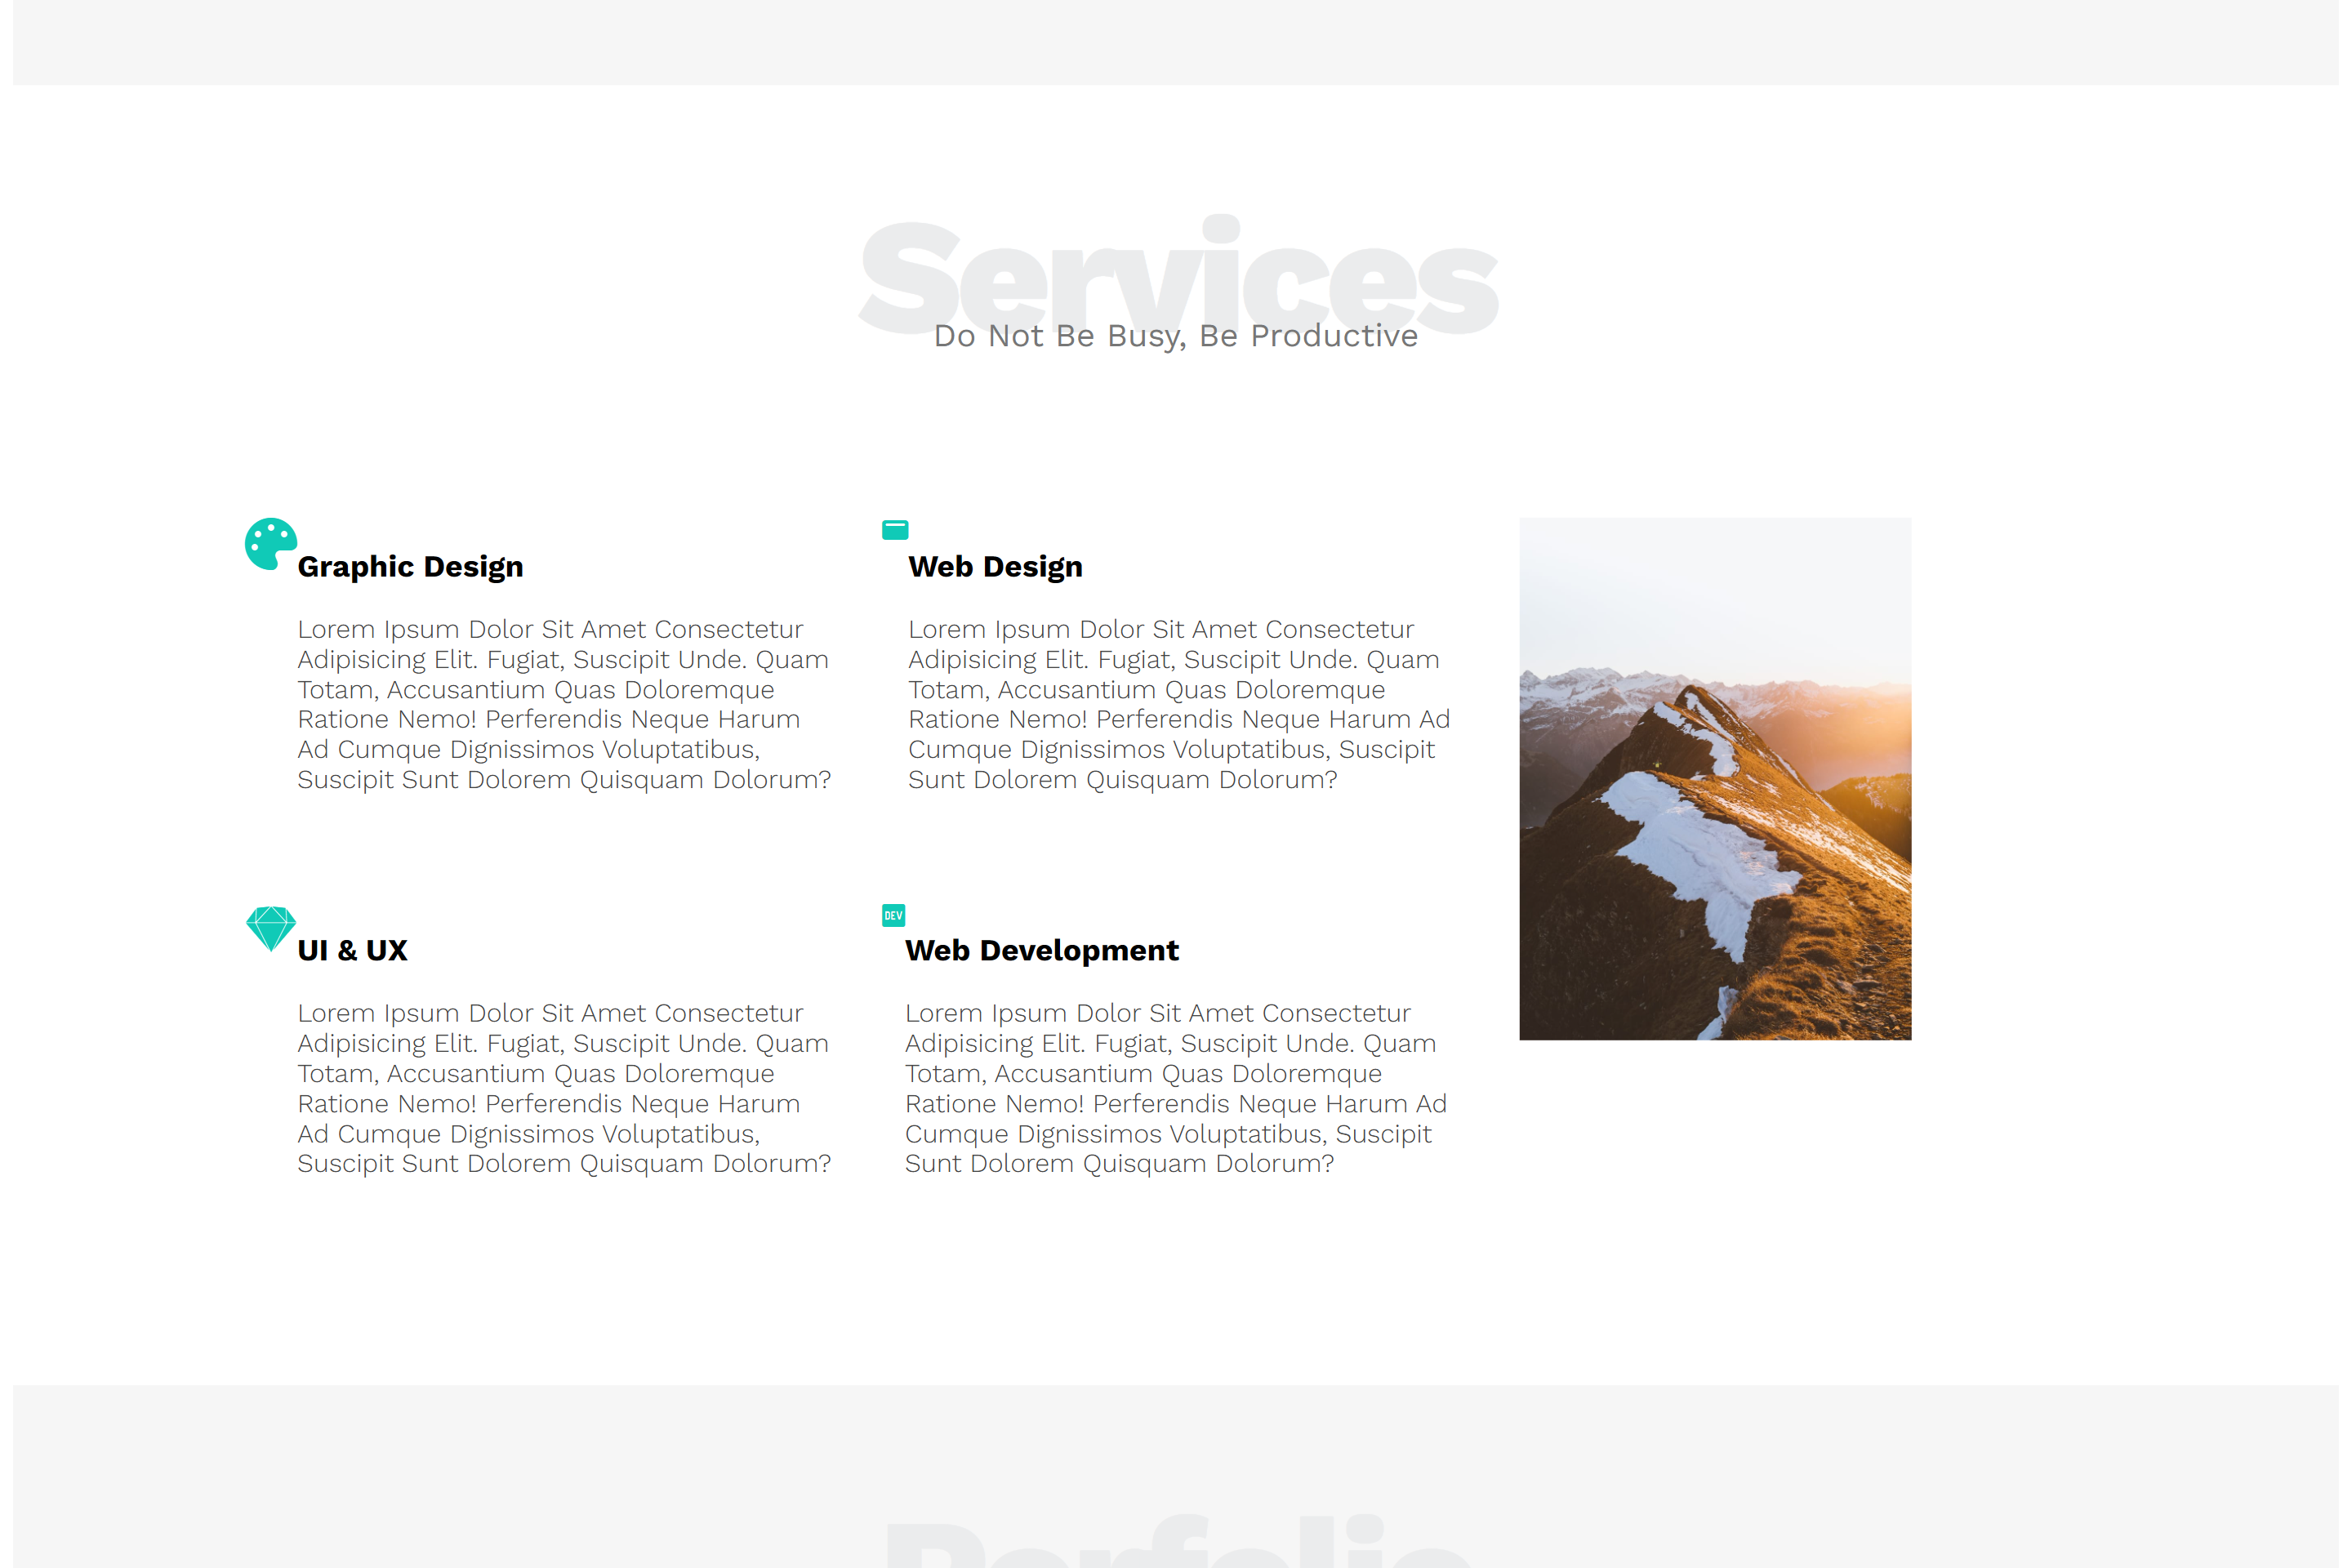 Services
Do Not Be Busy, Be Productive
Graphic Design
Lorem Ipsum Dolor Sit Amet Consectetur
Adipisicing Elit. Fugiat, Suscipit Unde. Quam
Totam, Accusantium Quas Doloremque
Ratione Nemo! Perferendis Neque Harum
Ad Cumque Dignissimos Voluptatibus,
Suscipit Sunt Dolorem Quisquam Dolorum?
Web Design
Lorem Ipsum Dolor Sit Amet Consectetur
Adipisicing Elit. Fugiat, Suscipit Unde. Quam
Totam, Accusantium Quas Doloremque
Ratione Nemo! Perferendis Neque Harum Ad
Cumque Dignissimos Voluptatibus, Suscipit
Sunt Dolorem Quisquam Dolorum?
UI & UX
Lorem Ipsum Dolor Sit Amet Consectetur
Adipisicing Elit. Fugiat, Suscipit Unde. Quam
Totam, Accusantium Quas Doloremque
Ratione Nemo! Perferendis Neque Harum
Ad Cumque Dignissimos Voluptatibus,
Suscipit Sunt Dolorem Quisquam Dolorum?
DEV
Web Development
Lorem Ipsum Dolor Sit Amet Consectetur
Adipisicing Elit. Fugiat, Suscipit Unde. Quam
Totam, Accusantium Quas Doloremque
Ratione Nemo! Perferendis Neque Harum Ad
Cumque Dignissimos Voluptatibus, Suscipit
Sunt Dolorem Quisquam Dolorum?